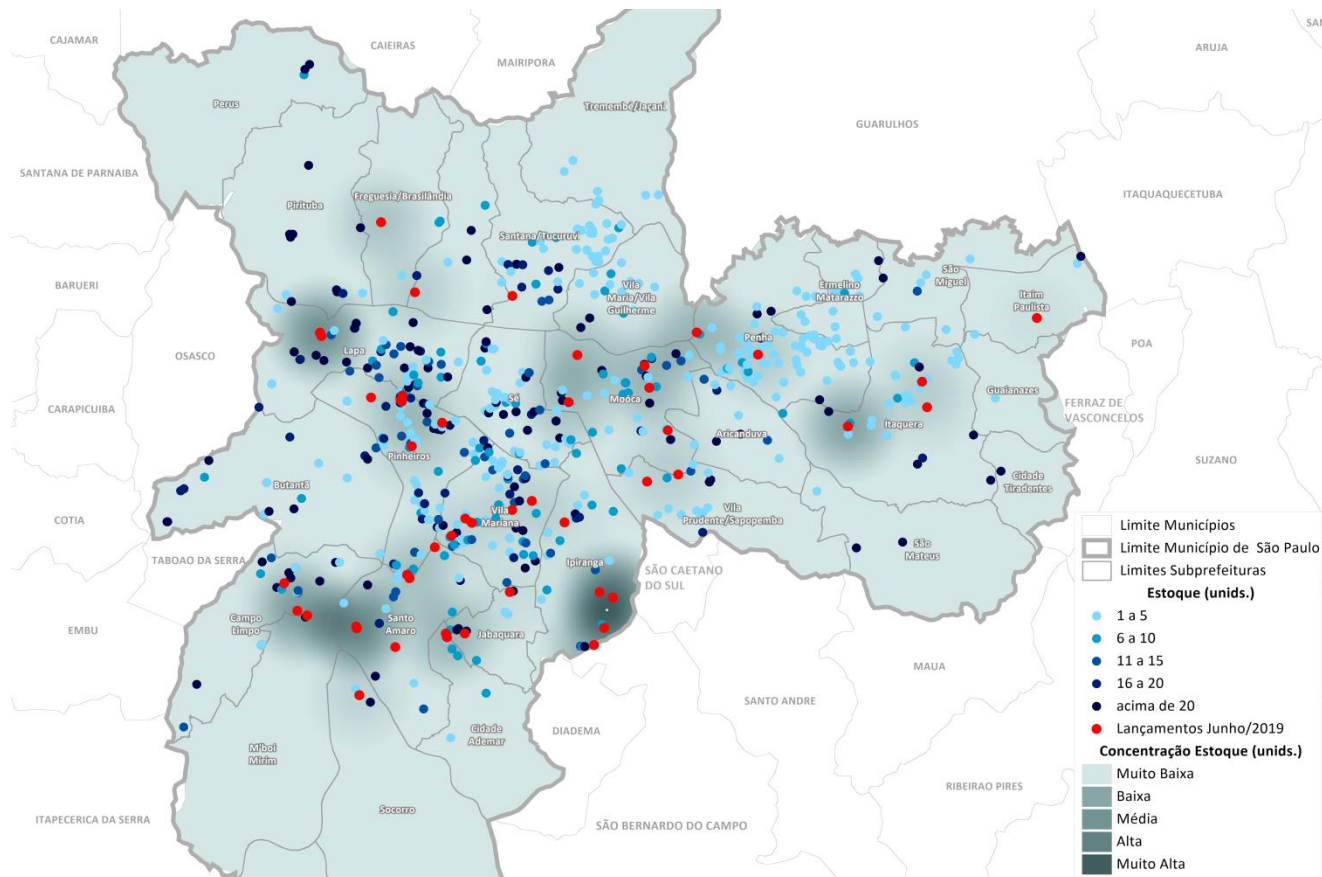 CAJAMAR
CAIEIRAS
MAIRIPORA
ARUJA
Perus
Tremembé/Jaçanã
GUARULHOS
SANTANA DE PARNAIBA
Freguesia/Brasilândia
ITAQUAQUECETUBA
Pirituba
Santana/Tucuruvi
BARUERI
Vila
Maria/Vila
Guilherme
Ermelino
Matarazzo
São
Miguel
Itaim
Paulista
OSASCO
Lapa
Penha
POA
CARAPICUIBA
Sé
Moóca
Guaianazes
FERRAZ DE
VASCONCELOS
Aricanduva
Itaquera
Pinheiros
SUZANO
Butantã
Cidade
Tiradentes
COTIA
Vila
Mariana
Vila
Prudente/Sapopemba
TABOAO DA SERRA
Ipiranga
SÃO CAETANO
DO SUL
São
Mateus
EMBU
Campo
Limpo
Santo
Amaro
Jabaquara
MAUA
SANTO ANDRE
DIADEMA
Cidade
Ademar
M'boi
Mirim
RIBEIRAO PIRES
Socorro
ITAPECERICA DA SERRA
SÃO BERNARDO DO CAMPO
Limite Municípios
Limite Município de São Paulo
Limites Subprefeituras
Estoque (unids.)
1 a 5
6 a 10
11 a 15
16 a 20
acima de 20
Lançamentos Junho/2019
Concentração Estoque (unids.)
Muito Baixa
Baixa
Média
Alta
Muito Alta